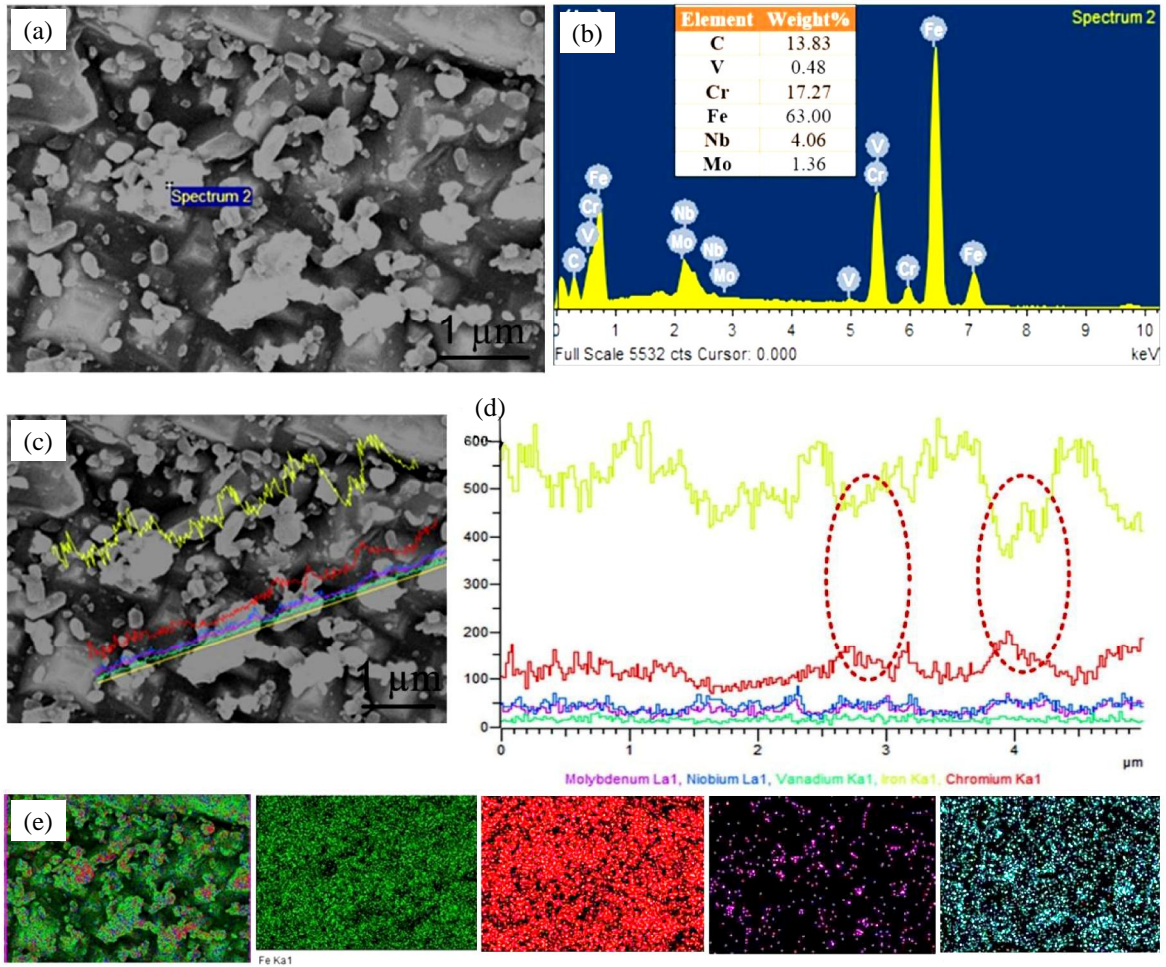 (a)
Spectrum 2
1 µm
(b)
Element Weight%
C 13.83
V 0.48
Cr 17.27
Fe 63.00
Nb 4.06
Mo 1.36
Spectrum 2
Fe
V
Cr
Fe
Cr
V
C
Nb
Mo
Nb
Mo
V
Cr
Fe
0 1 2 3 4 5 6 7 8 9 10
Full Scale 5532 cts Cursor: 0.000
keV
(c)
1 µm
(d)
600
500
400
300
200
100
0
0 1 2 3 4
µm
Molybdenum La1, Niobium La1, Vanadium Ka1, Iron Ka1, Chromium Ka1
(e)
Fe Ka1